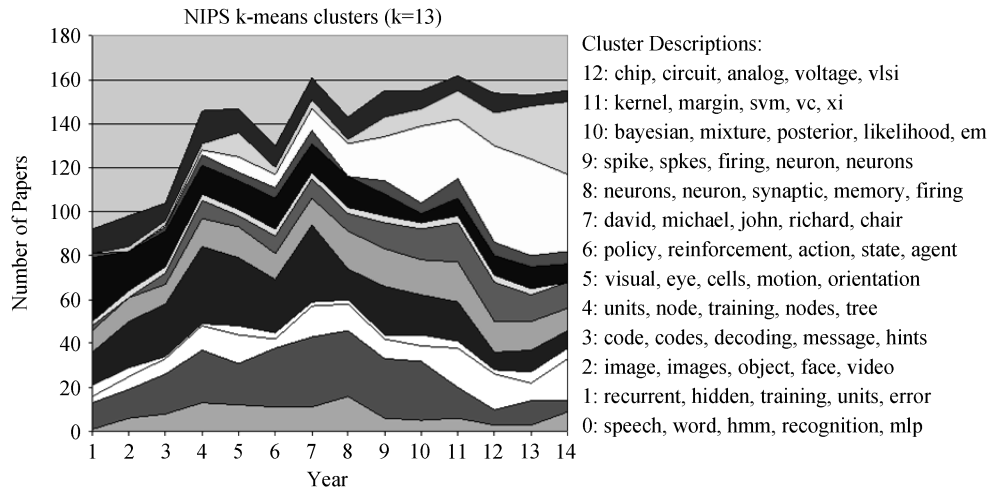 NIPS k-means clusters (k=13)
180
160
140
120
100
80
60
40
20
0
Number of Papers
1 2 3 4 5 6 7 8 9 10 11 12 13 14
Year
Cluster Descriptions:
12: chip, circuit, analog, voltage, vlsi
11: kernel, margin, svm, vc, xi
10: bayesian, mixture, posterior, likelihood, em
9: spike, spkes, firing, neuron, neurons
8: neurons, neuron, synaptic, memory, firing
7: david, michael, john, richard, chair
6: policy, reinforcement, action, state, agent
5: visual, eye, cells, motion, orientation
4: units, node, training, nodes, tree
3: code, codes, decoding, message, hints
2: image, images, object, face, video
1: recurrent, hidden, training, units, error
0: speech, word, hmm, recognition, mlp